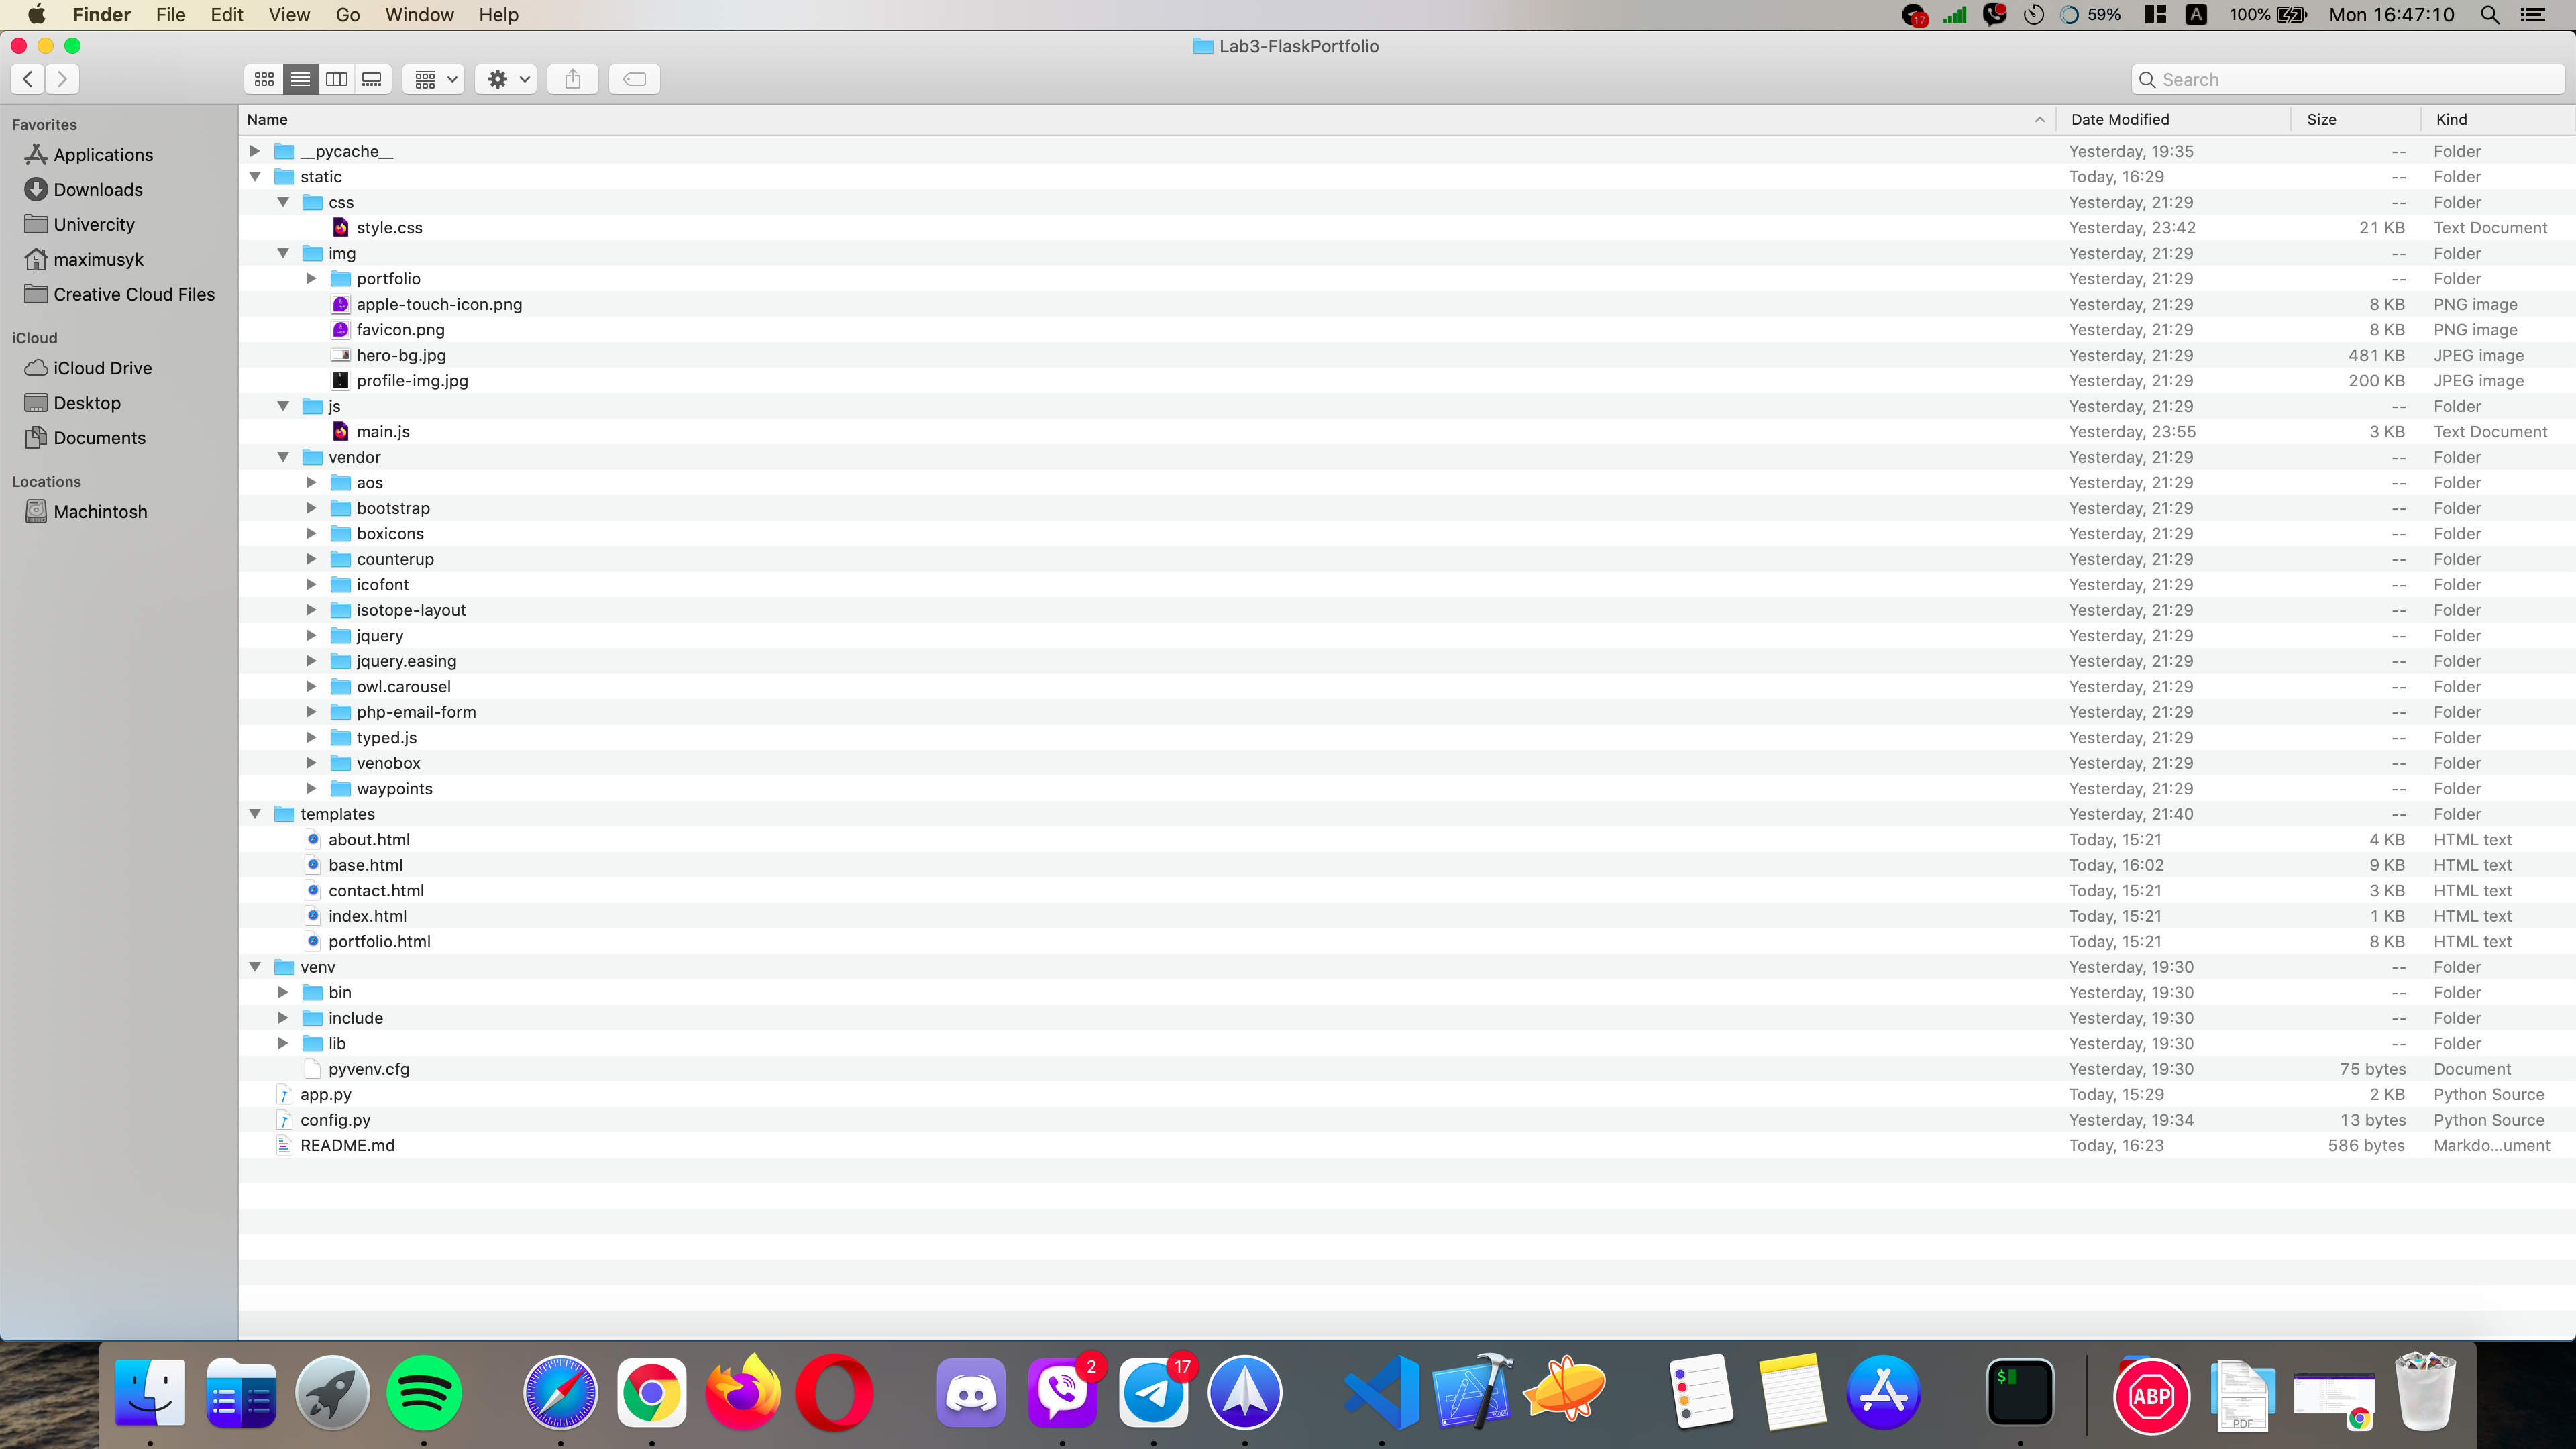 Finder File Edit View Go Window Help 17 59% A 100% Mon 16:47:10
Lab3-FlaskPortfolio
Search
Favorites
Applications
Downloads
Univercity
maximusyk
Creative Cloud Files
iCloud
iCloud Drive
Desktop
Documents
Locations
Machintosh
Name Date Modified Size Kind
__pycache__ Yesterday, 19:35 -- Folder
static Today, 16:29 -- Folder
css Yesterday, 21:29 -- Folder
style.css Yesterday, 23:42 21 KB Text Document
img Yesterday, 21:29 -- Folder
portfolio Yesterday, 21:29 -- Folder
apple-touch-icon.png Yesterday, 21:29 8 KB PNG image
favicon.png Yesterday, 21:29 8 KB PNG image
hero-bg.jpg Yesterday, 21:29 481 KB JPEG image
profile-img.jpg Yesterday, 21:29 200 KB JPEG image
js Yesterday, 21:29 -- Folder
main.js Yesterday, 23:55 3 KB Text Document
vendor Yesterday, 21:29 -- Folder
aos Yesterday, 21:29 -- Folder
bootstrap Yesterday, 21:29 -- Folder
boxicons Yesterday, 21:29 -- Folder
counterup Yesterday, 21:29 -- Folder
icofont Yesterday, 21:29 -- Folder
isotope-layout Yesterday, 21:29 -- Folder
jquery Yesterday, 21:29 -- Folder
jquery.easing Yesterday, 21:29 -- Folder
owl.carousel Yesterday, 21:29 -- Folder
php-email-form Yesterday, 21:29 -- Folder
typed.js Yesterday, 21:29 -- Folder
venobox Yesterday, 21:29 -- Folder
waypoints Yesterday, 21:29 -- Folder
templates Yesterday, 21:40 -- Folder
about.html Today, 15:21 4 KB HTML text
base.html Today, 16:02 9 KB HTML text
contact.html Today, 15:21 3 KB HTML text
index.html Today, 15:21 1 KB HTML text
portfolio.html Today, 15:21 8 KB HTML text
venv Yesterday, 19:30 -- Folder
bin Yesterday, 19:30 -- Folder
include Yesterday, 19:30 -- Folder
lib Yesterday, 19:30 -- Folder
pyvenv.cfg Yesterday, 19:30 75 bytes Document
app.py Today, 15:29 2 KB Python Source
config.py Yesterday, 19:34 13 bytes Python Source
README.md Today, 16:23 586 bytes Markdo...ument
2 17 $ ABP PDF